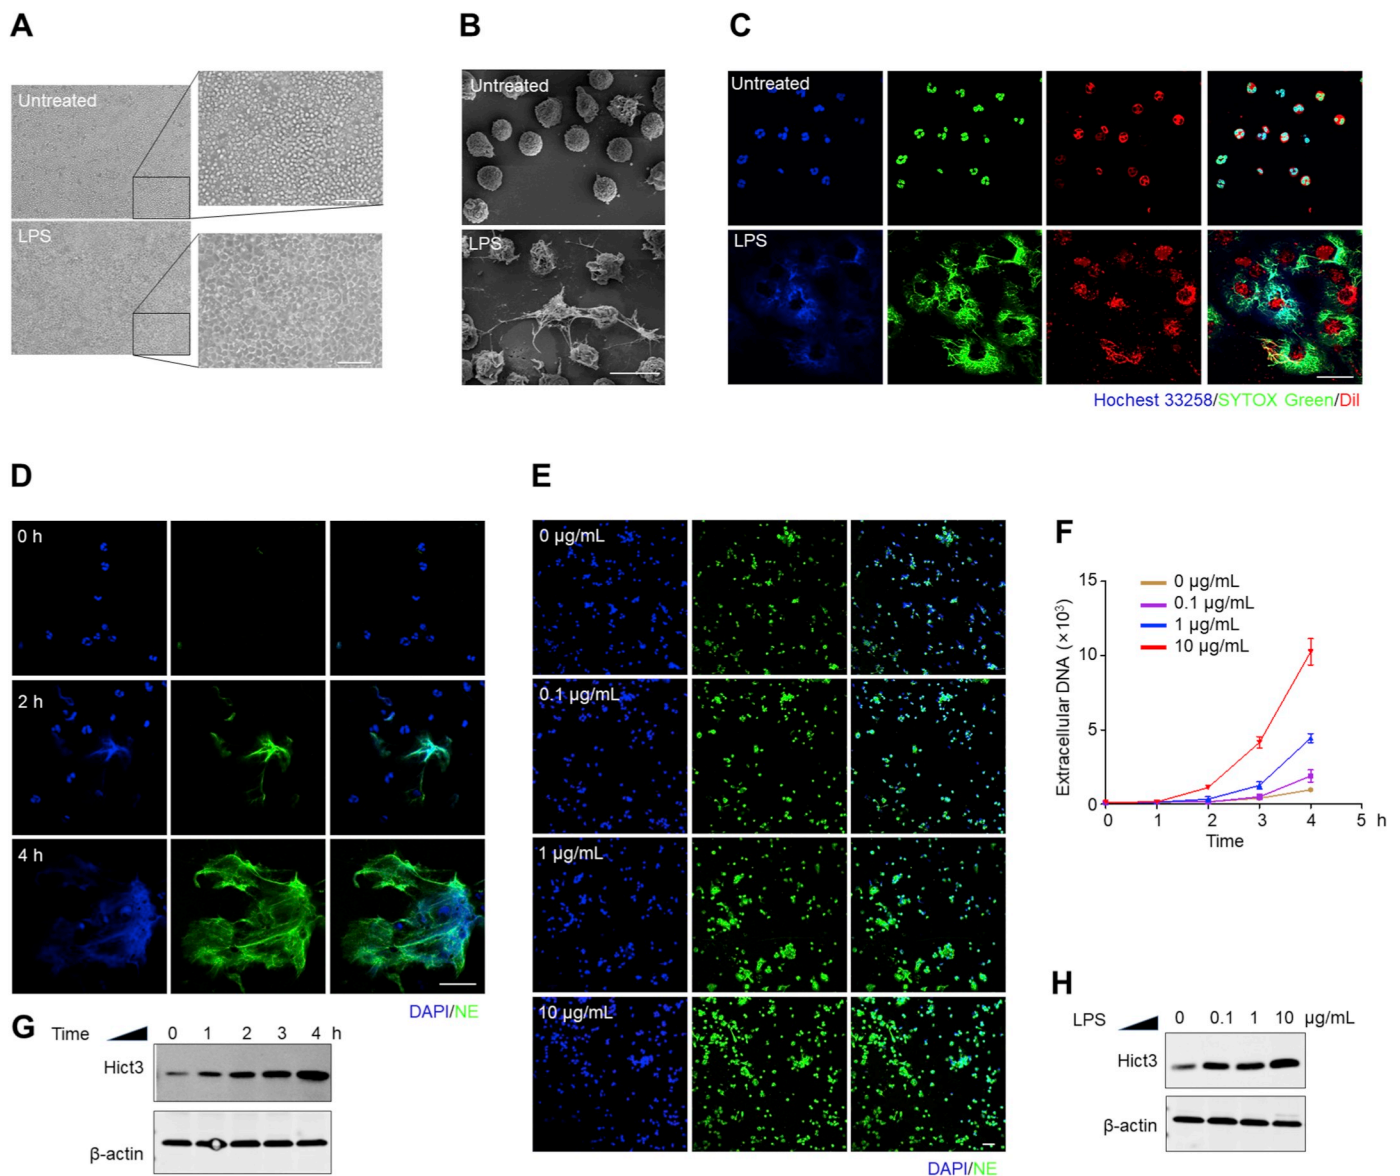 A
Untreated
LPS
B
Untreated
LPS
C
Untreated
LPS
Hochest 33258/SYTOX Green/Dil
D
0 h
2 h
4 h
DAPI/NE
E
0 µg/mL
0.1 µg/mL
1 µg/mL
10 µg/mL
DAPI/NE
F
15
10
5
0
Extracellular DNA (×10³)
0 µg/mL
0.1 µg/mL
1 µg/mL
10 µg/mL
0 1 2 3 4 5 h
Time
G
Time 0 1 2 3 4 h
Hict3
β-actin
H
LPS 0 0.1 1 10 µg/mL
Hict3
β-actin